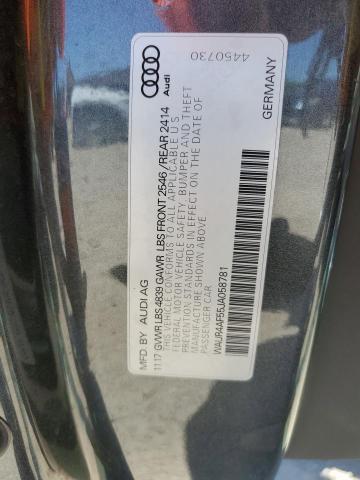 Audi
4450730
MFD. BY AUDI AG
11 17 GVWR LBS 4839 GAWR LBS FRONT 2546/REAR 2414
THIS VEHICLE CONFORMS TO ALL APPLICABLE U S
FEDERAL MOTOR VEHICLE SAFETY, BUMPER AND THEFT
PREVENTION STANDARDS IN EFFECT ON THE DATE OF
MANUFACTURE SHOWN ABOVE
PASSENGER CAR
WAUR4AF55JA058781
GERMANY